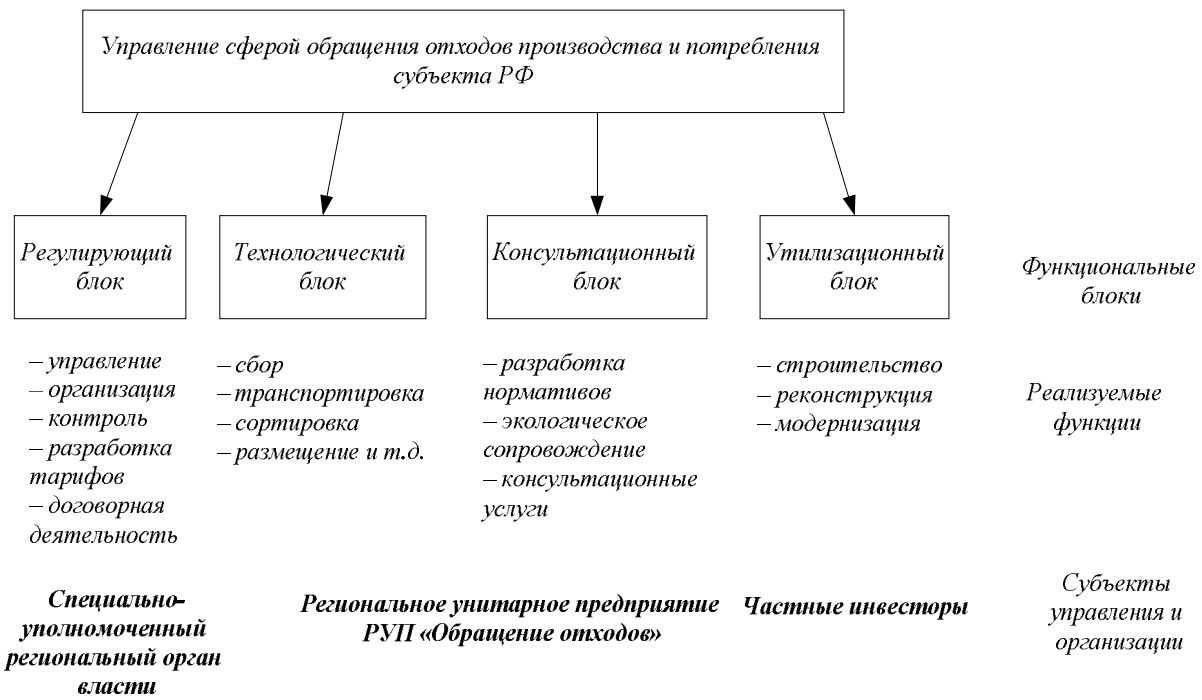 Управление сферой обращения отходов производства и потребления
субъекта РФ
Регулирующий
блок
Технологический
блок
Консультационный
блок
Утилизационный
блок
Функциональные
блоки
– управление
– организация
– контроль
– разработка
тарифов
– договорная
деятельность
– сбор
– транспортировка
– сортировка
– размещение и т.д.
– разработка
нормативов
– экологическое
сопровождение
– консультационные
услуги
– строительство
– реконструкция
– модернизация
Реализуемые
функции
Специально-
уполномоченный
региональный орган
власти
Региональное унитарное предприятие
РУП «Обращение отходов»
Частные инвесторы
Субъекты
управления и
организации